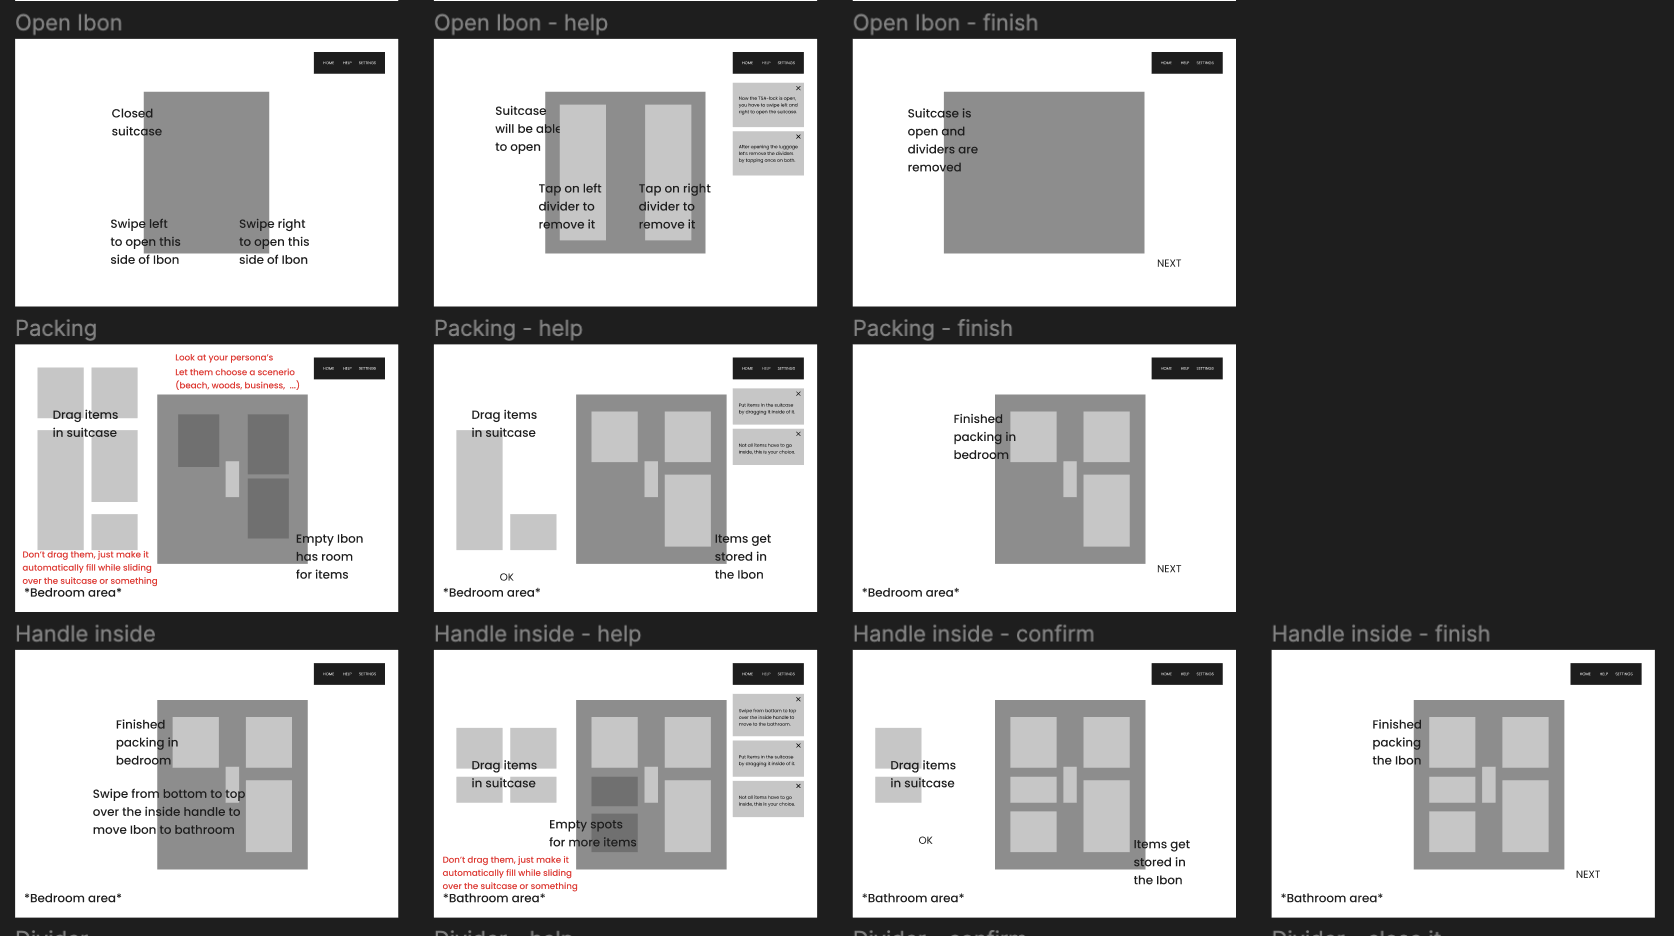 Open Ibon
HOME HELP SETTINGS
Closed
suitcase
Swipe left
to open this
side of Ibon
Swipe right
to open this
side of Ibon
Open Ibon - help
HOME HELP SETTINGS
Now the TSA-lock is open,
you have to swipe left and
right to open the suitcase.
After opening the luggage
let's remove the dividers
by tapping once on both.
Suitcase
will be able
to open
Tap on left
divider to
remove it
Tap on right
divider to
remove it
Open Ibon - finish
HOME HELP SETTINGS
Suitcase is
open and
dividers are
removed
NEXT
Packing
Look at your persona's
Let them choose a scenerio
(beach, woods, business, ...)
HOME HELP SETTINGS
Drag items
in suitcase
Empty Ibon
has room
for items
Don't drag them, just make it
automatically fill while sliding
over the suitcase or something
*Bedroom area*
Packing - help
HOME HELP SETTINGS
Put items in the suitcase
by dragging it inside of it.
Not all items have to go
inside, this is your choice.
Drag items
in suitcase
Items get
stored in
the Ibon
OK
*Bedroom area*
Packing - finish
HOME HELP SETTINGS
Finished
packing in
bedroom
NEXT
*Bedroom area*
Handle inside
HOME HELP SETTINGS
Finished
packing in
bedroom
Swipe from bottom to top
over the inside handle to
move Ibon to bathroom
*Bedroom area*
Handle inside - help
HOME HELP SETTINGS
Swipe from bottom to top
over the inside handle to
move to the bathroom.
Put items in the suitcase
by dragging it inside of it.
Not all items have to go
inside, this is your choice.
Drag items
in suitcase
Empty spots
for more items
Don't drag them, just make it
automatically fill while sliding
over the suitcase or something
*Bathroom area*
Handle inside - confirm
HOME HELP SETTINGS
Drag items
in suitcase
OK
Items get
stored in
the Ibon
*Bathroom area*
Handle inside - finish
HOME HELP SETTINGS
Finished
packing
the Ibon
NEXT
*Bathroom area*
Divider
Divider - help
Divider - confirm
Divider - close it